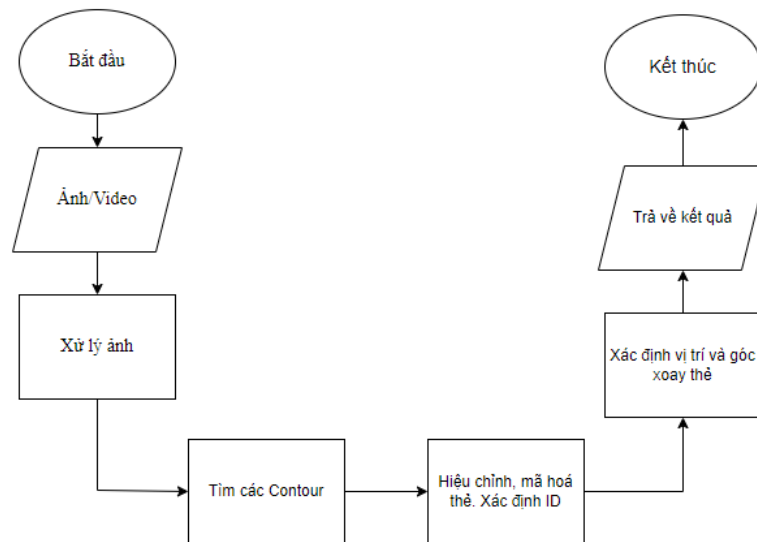 Bắt đầu
Ảnh/Video
Xử lý ảnh
Tìm các Contour
Hiệu chỉnh, mã hoá
thẻ. Xác định ID
Xác định vị trí và góc
xoay thẻ
Trả về kết quả
Kết thúc